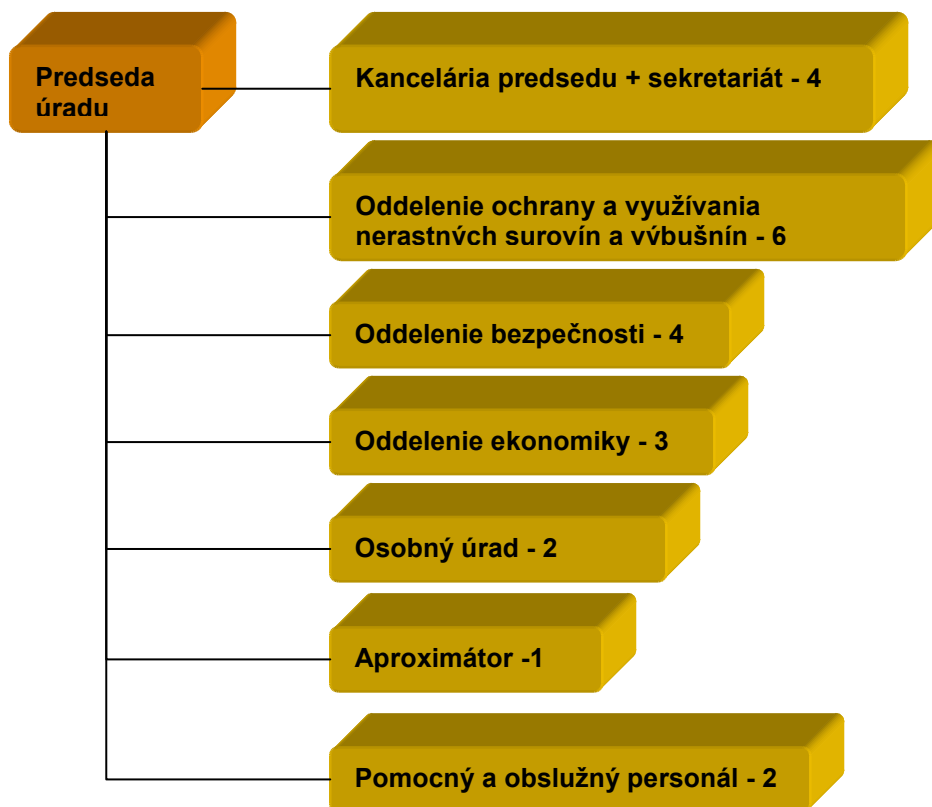 Predseda
úradu
Kancelária predsedu + sekretariát - 4
Oddelenie ochrany a využívania
nerastných surovín a výbušnín - 6
Oddelenie bezpečnosti - 4
Oddelenie ekonomiky - 3
Osobný úrad - 2
Aproximátor -1
Pomocný a obslužný personál - 2